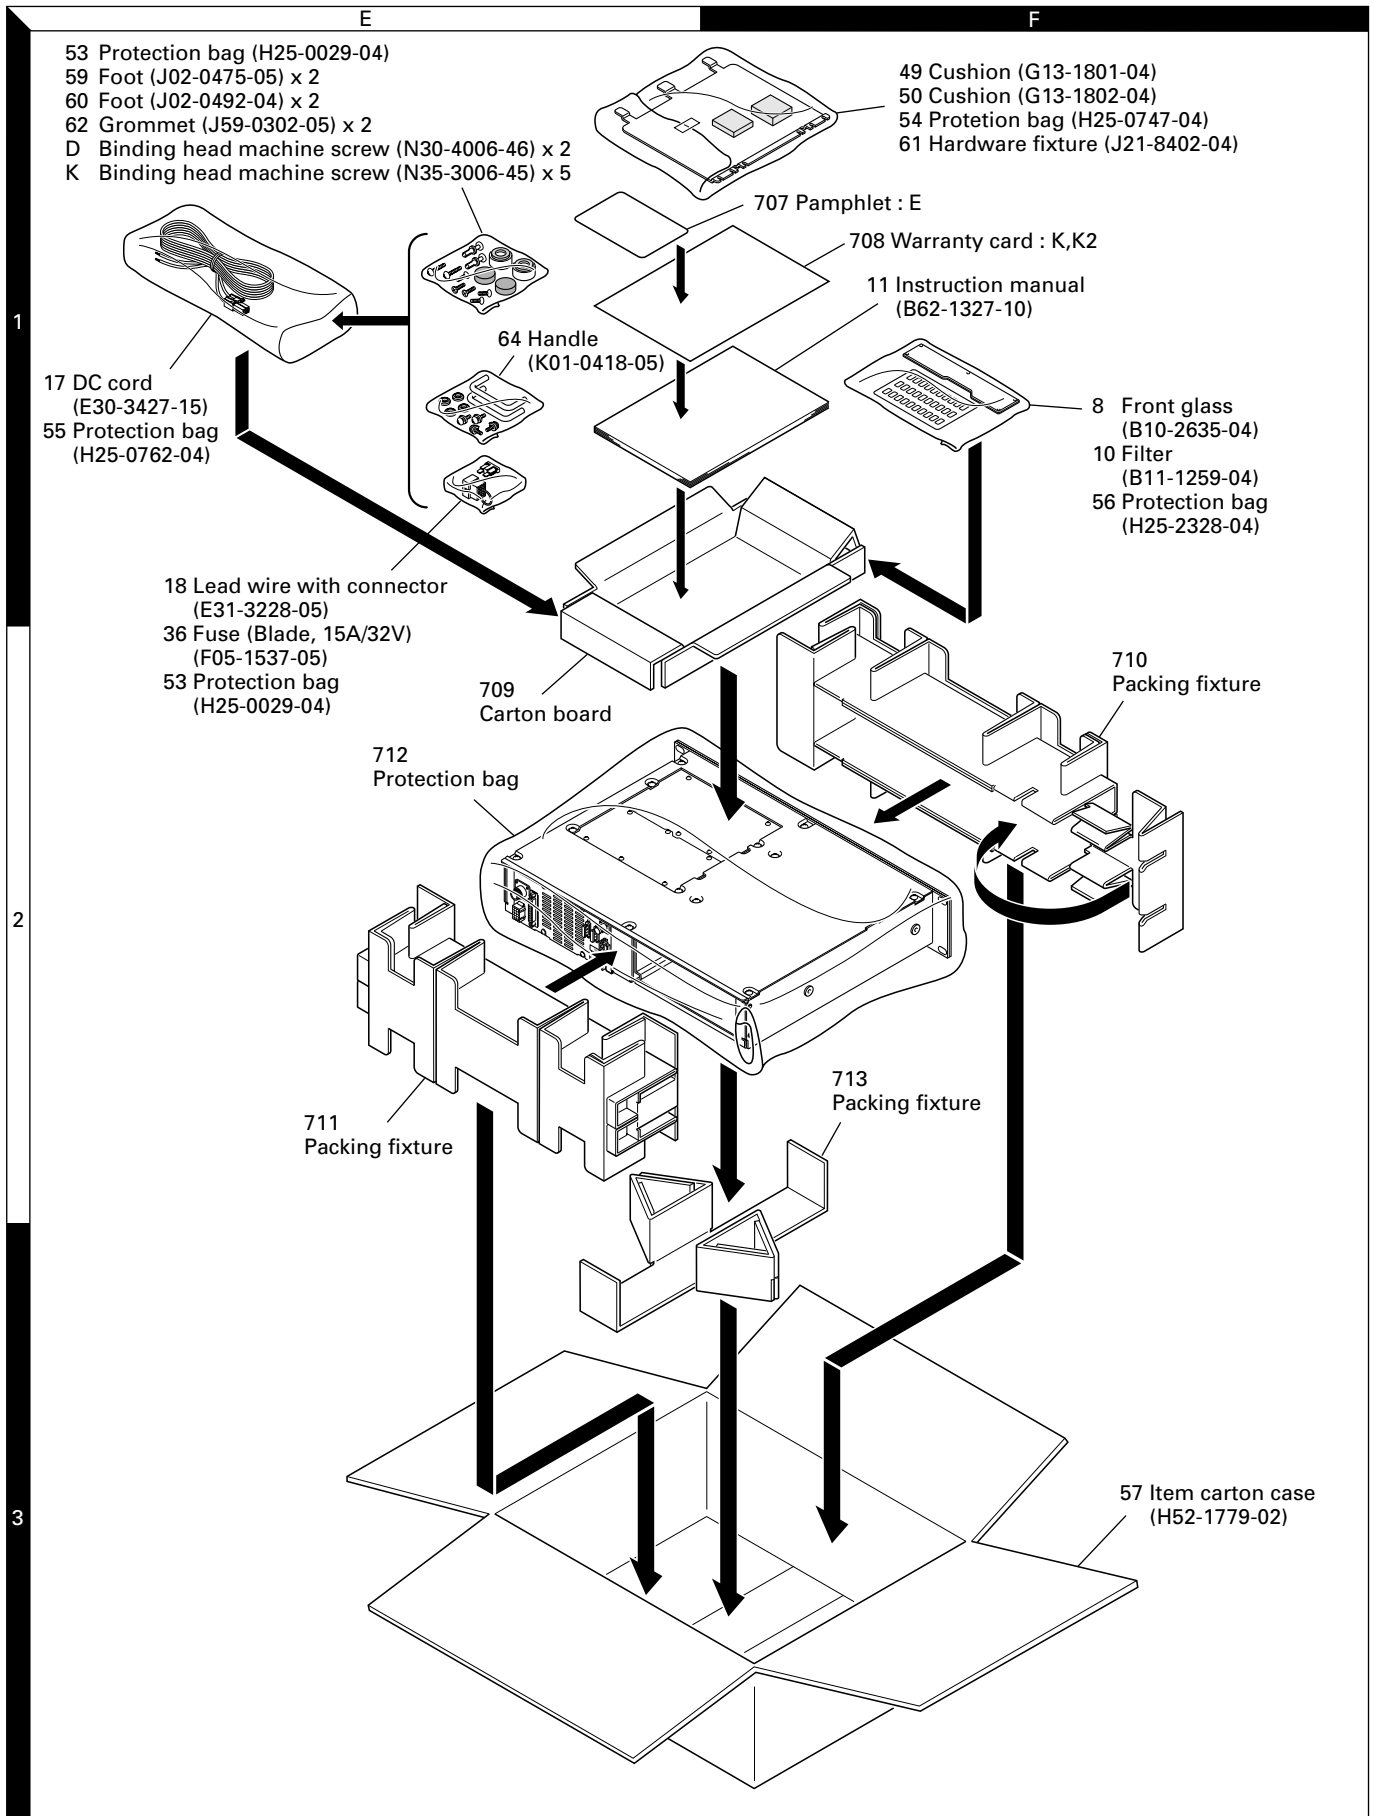 E
F
53 Protection bag (H25-0029-04)
59 Foot (J02-0475-05) x 2
60 Foot (J02-0492-04) x 2
62 Grommet (J59-0302-05) x 2
D Binding head machine screw (N30-4006-46) x 2
K Binding head machine screw (N35-3006-45) x 5
49 Cushion (G13-1801-04)
50 Cushion (G13-1802-04)
54 Protetion bag (H25-0747-04)
61 Hardware fixture (J21-8402-04)
707 Pamphlet : E
708 Warranty card : K,K2
11 Instruction manual
(B62-1327-10)
1
64 Handle
(K01-0418-05)
17 DC cord
(E30-3427-15)
55 Protection bag
(H25-0762-04)
8 Front glass
(B10-2635-04)
10 Filter
(B11-1259-04)
56 Protection bag
(H25-2328-04)
18 Lead wire with connector
(E31-3228-05)
36 Fuse (Blade, 15A/32V)
(F05-1537-05)
53 Protection bag
(H25-0029-04)
709
Carton board
710
Packing fixture
712
Protection bag
2
711
Packing fixture
713
Packing fixture
3
57 Item carton case
(H52-1779-02)